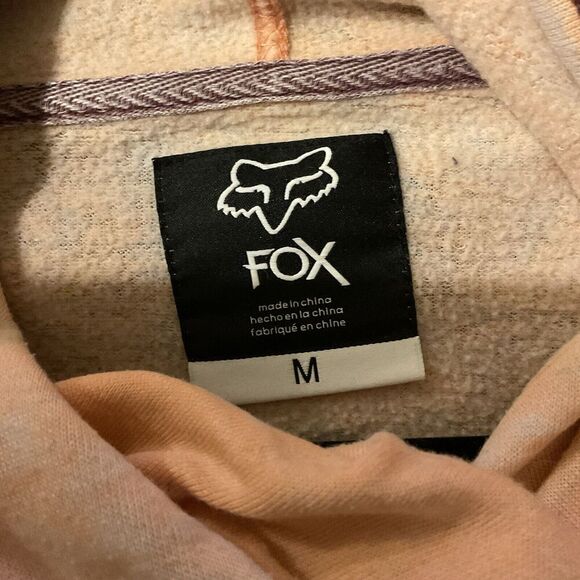 FOX
made in china
hecho en la china
fabriqué en chine
M